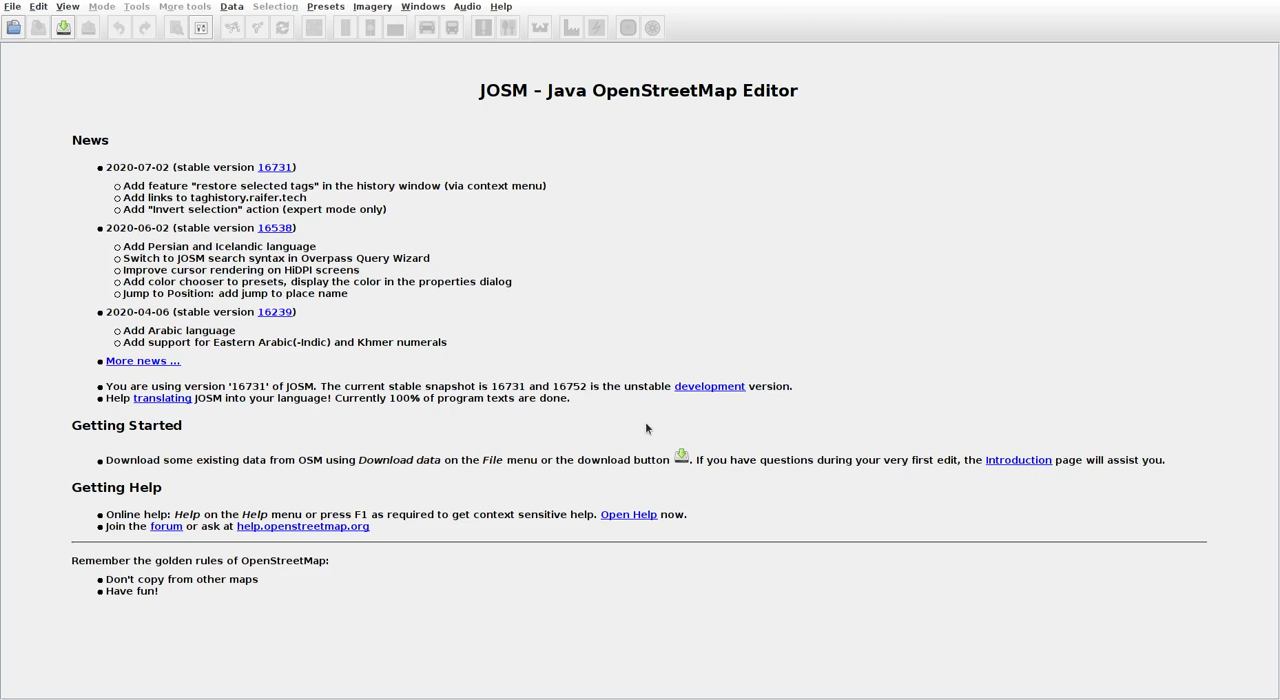 File Edit View Mode Tools More tools Data Selection Presets Imagery Windows Audio Help
JOSM – Java OpenStreetMap Editor
News
2020-07-02 (stable version 16731)
Add feature "restore selected tags" in the history window (via context menu)
Add links to taghistory.raifer.tech
Add "Invert selection" action (expert mode only)
2020-06-02 (stable version 16538)
Add Persian and Icelandic language
Switch to JOSM search syntax in Overpass Query Wizard
Improve cursor rendering on HiDPI screens
Add color chooser to presets, display the color in the properties dialog
Jump to Position: add jump to place name
2020-04-06 (stable version 16239)
Add Arabic language
Add support for Eastern Arabic(-Indic) and Khmer numerals
More news ...
You are using version '16731' of JOSM. The current stable snapshot is 16731 and 16752 is the unstable development version.
Help translating JOSM into your language! Currently 100% of program texts are done.
Getting Started
Download some existing data from OSM using Download data on the File menu or the download button . If you have questions during your very first edit, the Introduction page will assist you.
Getting Help
Online help: Help on the Help menu or press F1 as required to get context sensitive help. Open Help now.
Join the forum or ask at help.openstreetmap.org
Remember the golden rules of OpenStreetMap:
Don't copy from other maps
Have fun!